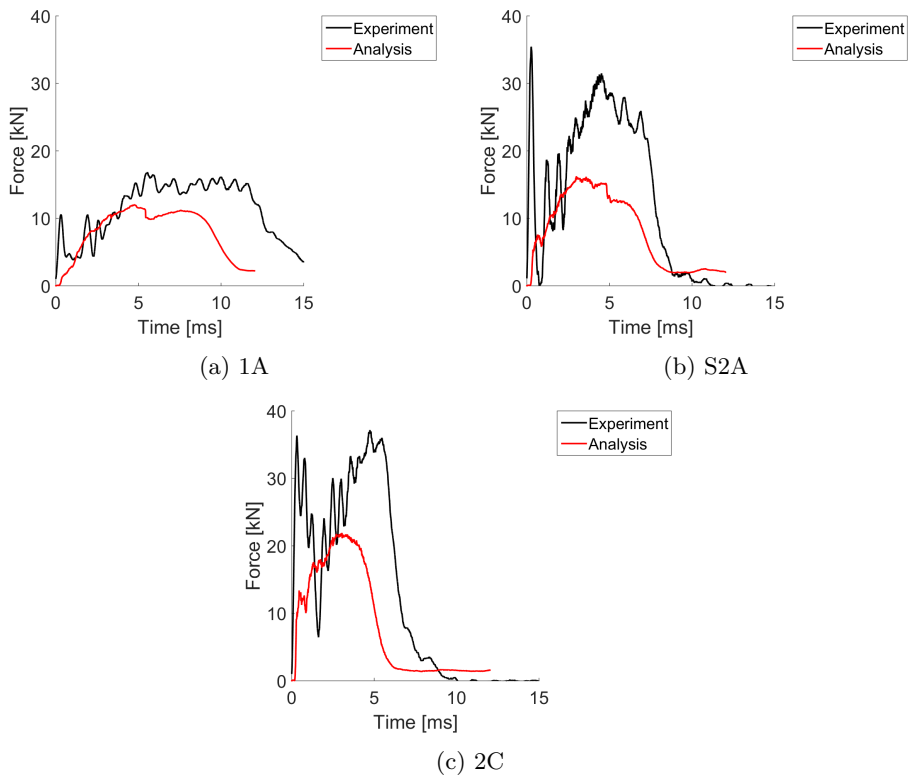 40
30
20
10
0
Force [kN]
0 5 10 15
Time [ms]
Experiment
Analysis
(a) 1A
40
30
20
10
0
Force [kN]
0 5 10 15
Time [ms]
Experiment
Analysis
(b) S2A
40
30
20
10
0
Force [kN]
0 5 10 15
Time [ms]
Experiment
Analysis
(c) 2C